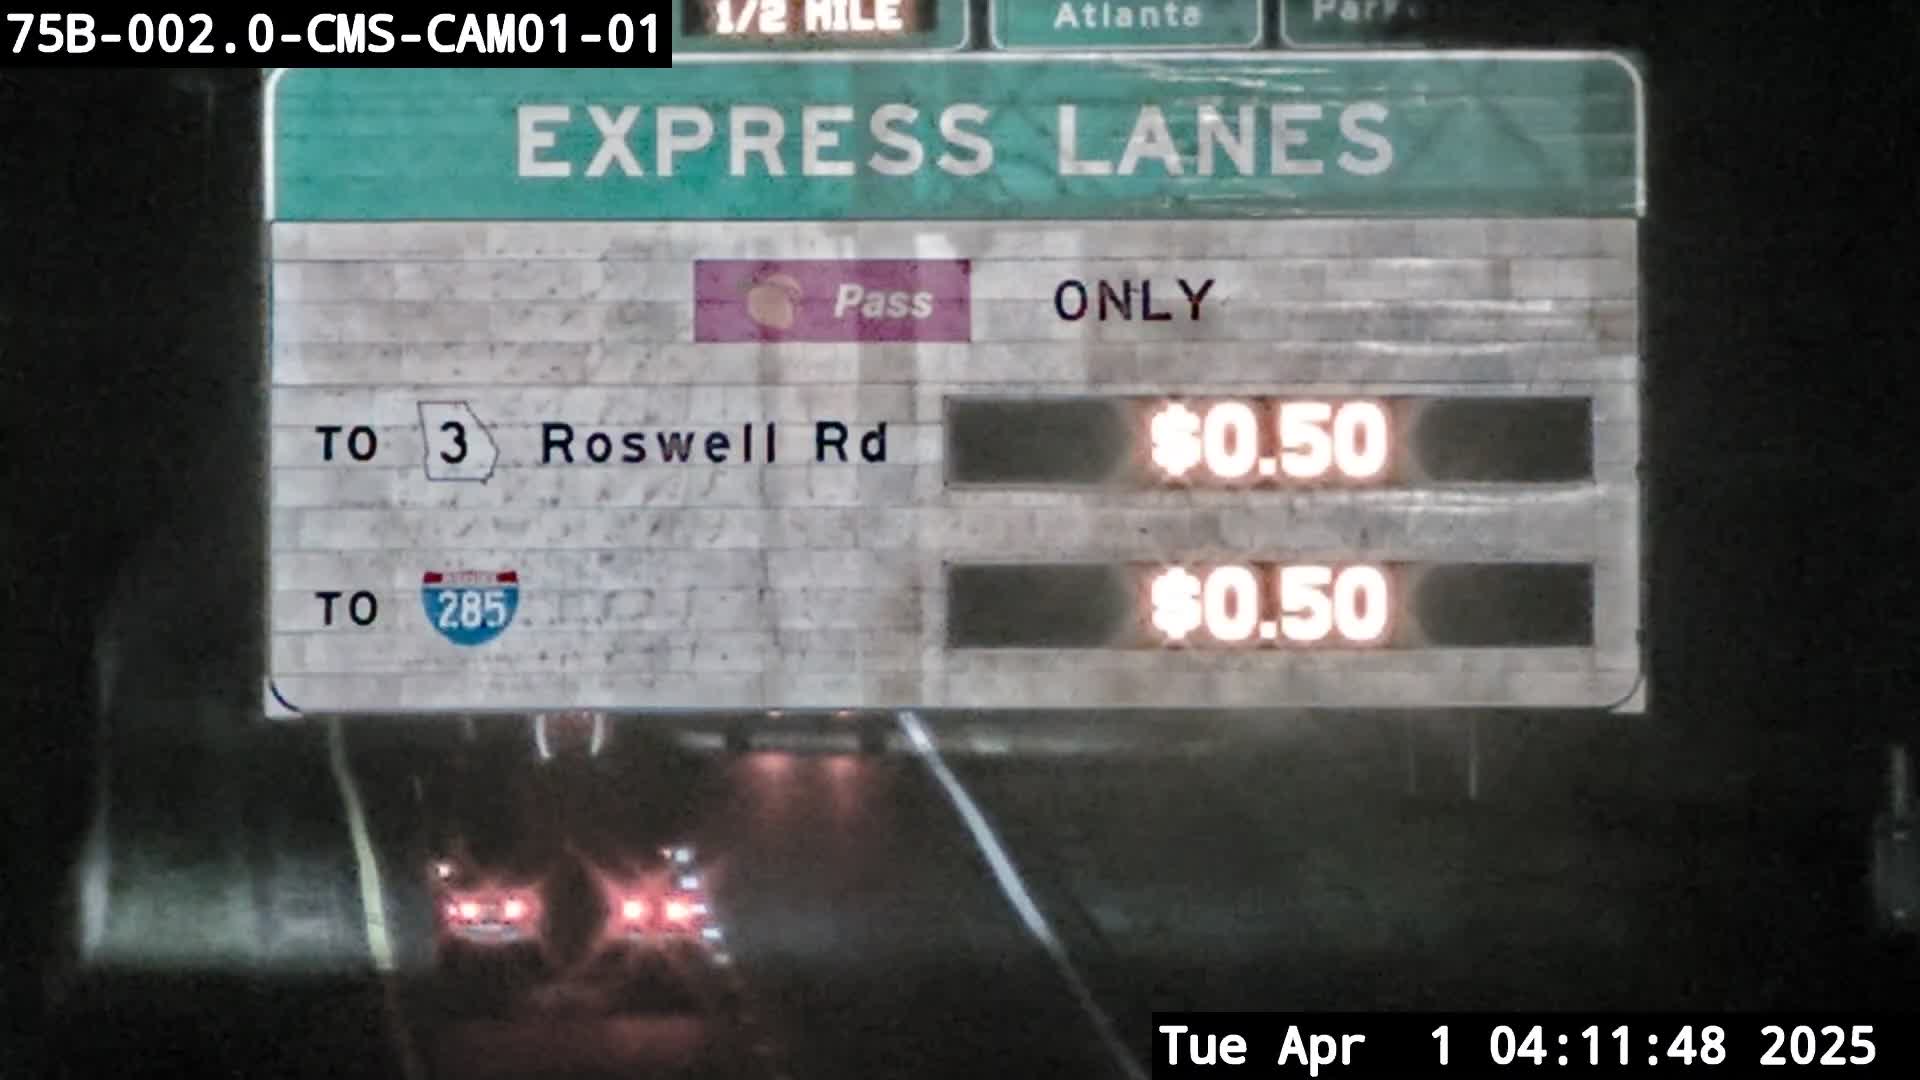 75B-002.0-CMS-CAM01-01
1/2 MILE
Atlanta
Park
EXPRESS LANES
Pass ONLY
TO 3 Roswell Rd $0.50
TO 285 $0.50
Tue Apr 1 04:11:48 2025